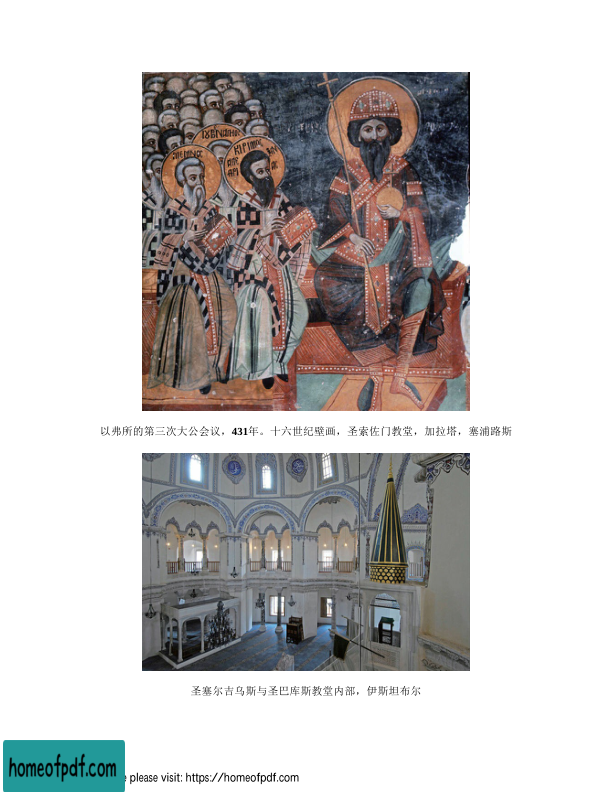 以弗所的第三次大公会议，431年。十六世纪壁画，圣索佐门教堂，加拉塔，塞浦路斯
圣塞尔吉乌斯与圣巴库斯教堂内部，伊斯坦布尔
homeofpdf.com
please visit: https://homeofpdf.com